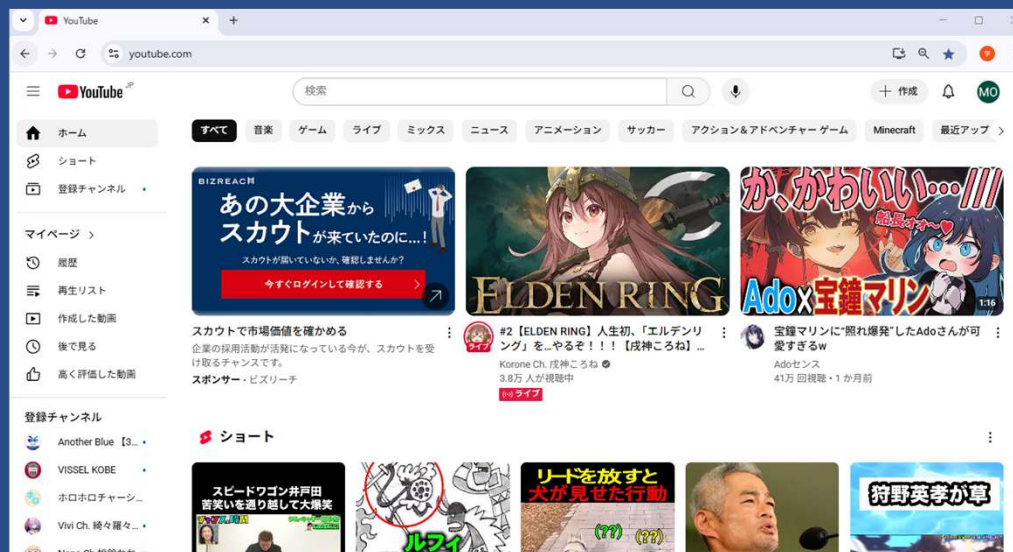 YouTube
youtube.com
YouTube JP
検索
作成
MO
ホーム
ショート
登録チャンネル
マイページ
履歴
再生リスト
作成した動画
後で見る
高く評価した動画
登録チャンネル
Another Blue【3...
VISSEL KOBE
ホロホロチャーシ...
Vivi Ch. 綺々羅々...
すべて
音楽
ゲーム
ライブ
ミックス
ニュース
アニメーション
サッカー
アクション＆アドベンチャー ゲーム
Minecraft
最近アップ
BIZREACH
あの大企業から
スカウトが来ていたのに...!
スカウトが届いていないか、確認しませんか?
今すぐログインして確認する
スカウトで市場価値を確かめる
企業の採用活動が活発になっている今が、スカウトを受
け取るチャンスです。
スポンサー・ビズリーチ
ELDEN RING
ライブ
#2【ELDEN RING】人生初、「エルデンリ
ング」を…やるぞ！！！【戌神ころね】...
Korone Ch. 戌神ころね
3.8万 人が視聴中
ライブ
か、かわいい…///
船長オォ〜
Ado×宝鐘マリン
1:16
宝鐘マリンに“照れ爆発”したAdoさんが可
愛すぎるw
Adoセンス
41万 回視聴・1 か月前
ショート
スピードワゴン井戸田
苦笑いを通り越して大爆笑
ルフィ
リードを放すと
犬が見せた行動
(??)
(??)
狩野英孝が草